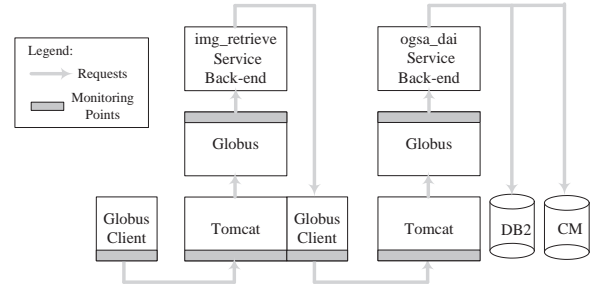 Legend:
Requests
Monitoring
Points
img_retrieve
Service
Back-end
Globus
Globus
Client
Tomcat
Globus
Client
ogsa_dai
Service
Back-end
Globus
Tomcat
DB2
CM